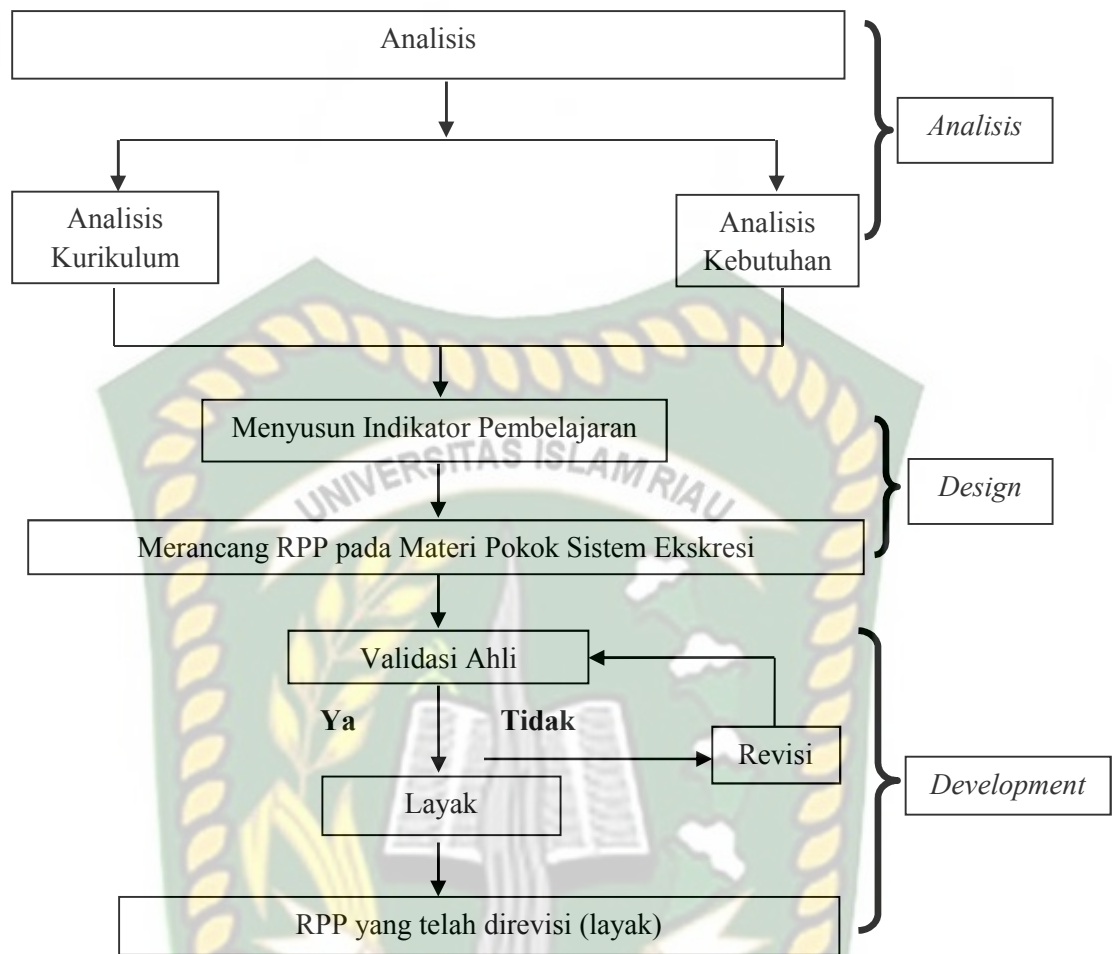 Analisis
Analisis
Analisis
Kurikulum
Analisis
Kebutuhan
Menyusun Indikator Pembelajaran
UNIVERSITAS ISLAM RIAU
Design
Merancang RPP pada Materi Pokok Sistem Ekskresi
Validasi Ahli
Ya
Tidak
Revisi
Layak
Development
RPP yang telah direvisi (layak)